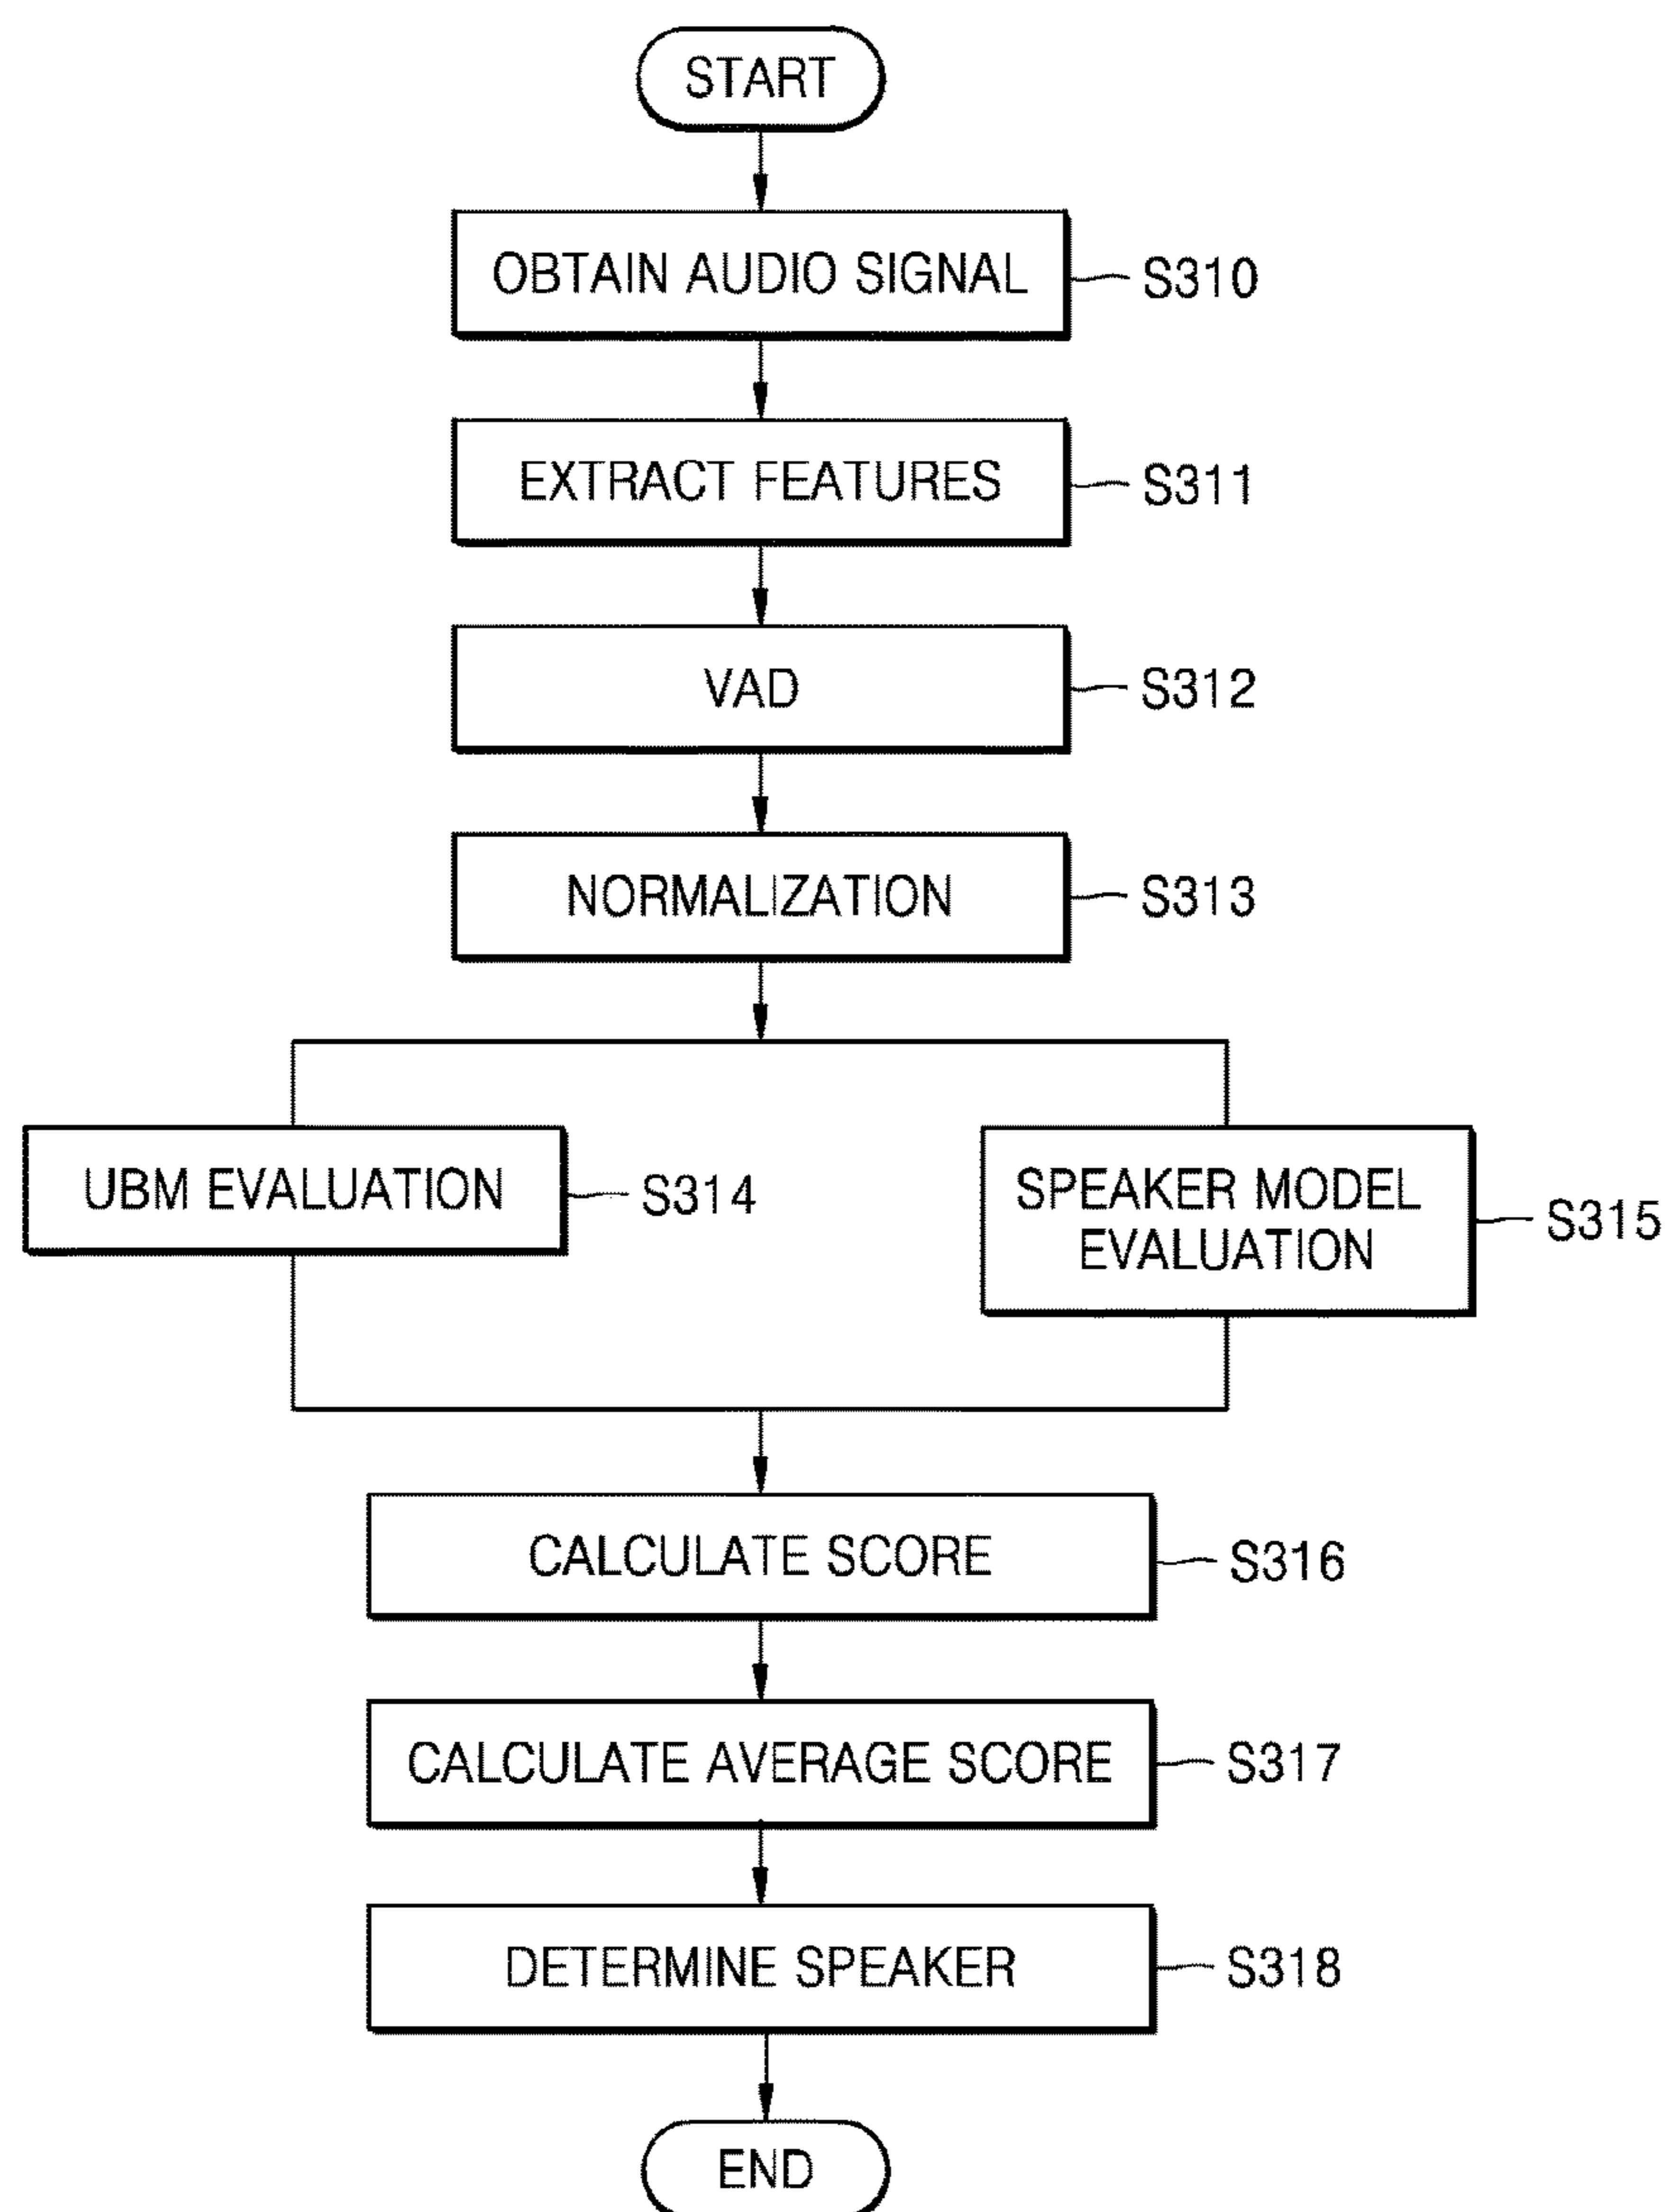 START
OBTAIN AUDIO SIGNAL
S310
EXTRACT FEATURES
S311
VAD
S312
NORMALIZATION
S313
UBM EVALUATION
S314
SPEAKER MODEL
EVALUATION
S315
CALCULATE SCORE
S316
CALCULATE AVERAGE SCORE
S317
DETERMINE SPEAKER
S318
END